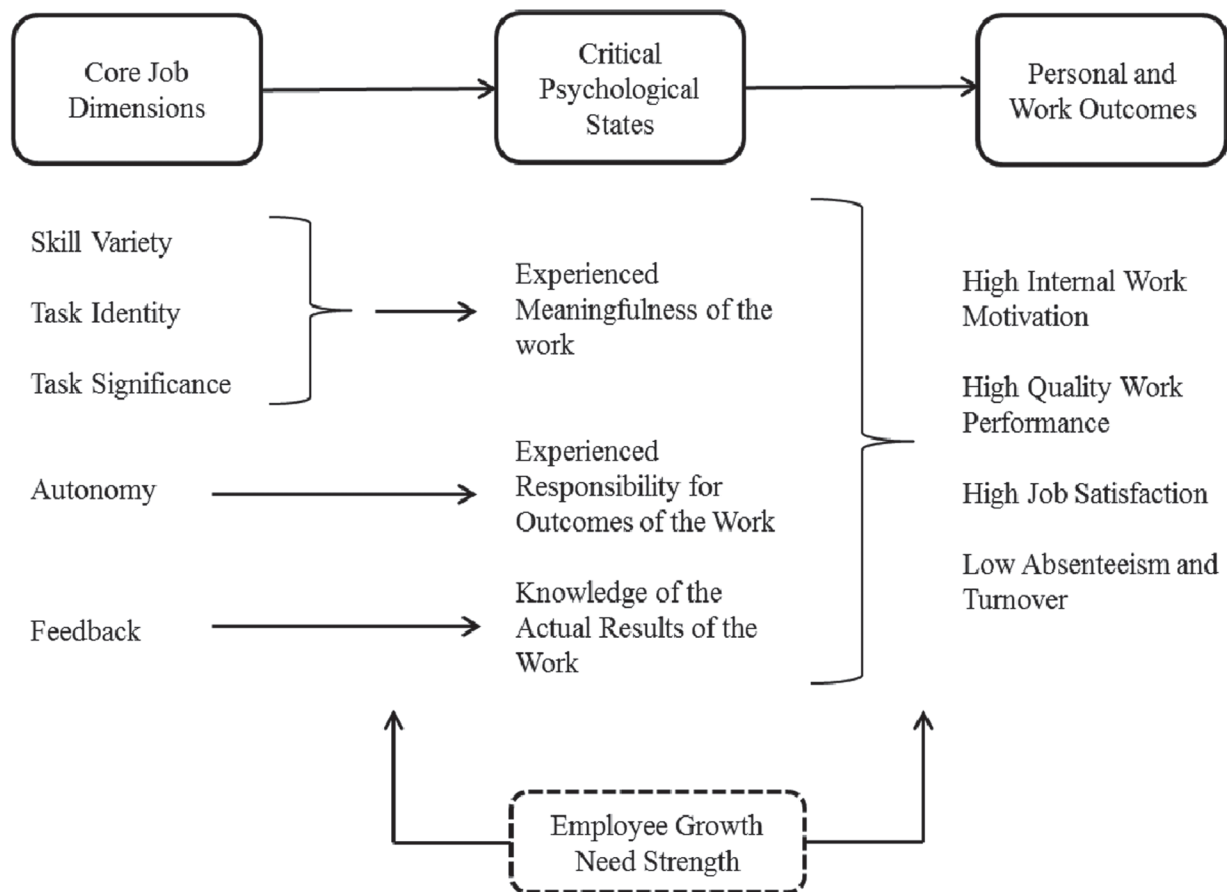 Core Job
Dimensions
Critical
Psychological
States
Personal and
Work Outcomes
Skill Variety
Task Identity
Task Significance
Autonomy
Feedback
Experienced
Meaningfulness of the
work
Experienced
Responsibility for
Outcomes of the Work
Knowledge of the
Actual Results of the
Work
High Internal Work
Motivation
High Quality Work
Performance
High Job Satisfaction
Low Absenteeism and
Turnover
Employee Growth
Need Strength